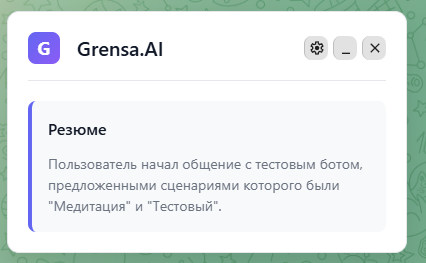 G Grensa.AI
Резюме
Пользователь начал общение с тестовым ботом,
предложенными сценариями которого были
"Медитация" и "Тестовый".